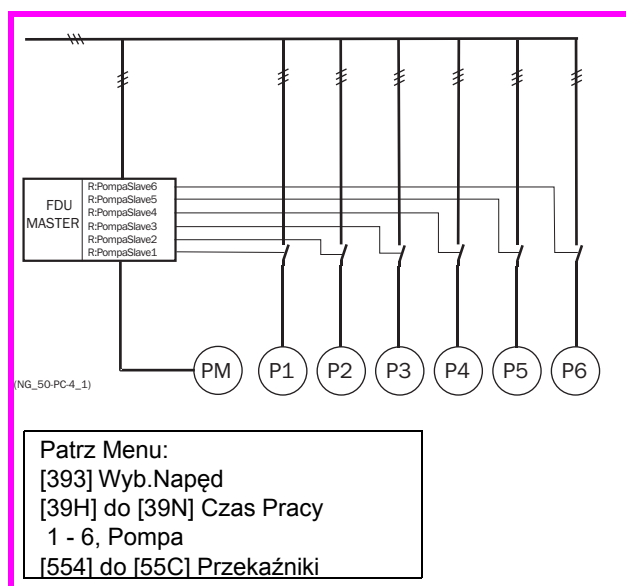 FDU
MASTER
R:PompaSlave6
R:PompaSlave5
R:PompaSlave4
R:PompaSlave3
R:PompaSlave2
R:PompaSlave1
PM
P1
P2
P3
P4
P5
P6
(NG_50-PC-4_1)
Patrz Menu:
[393] Wyb.Napęd
[39H] do [39N] Czas Pracy
1 - 6, Pompa
[554] do [55C] Przekaźniki